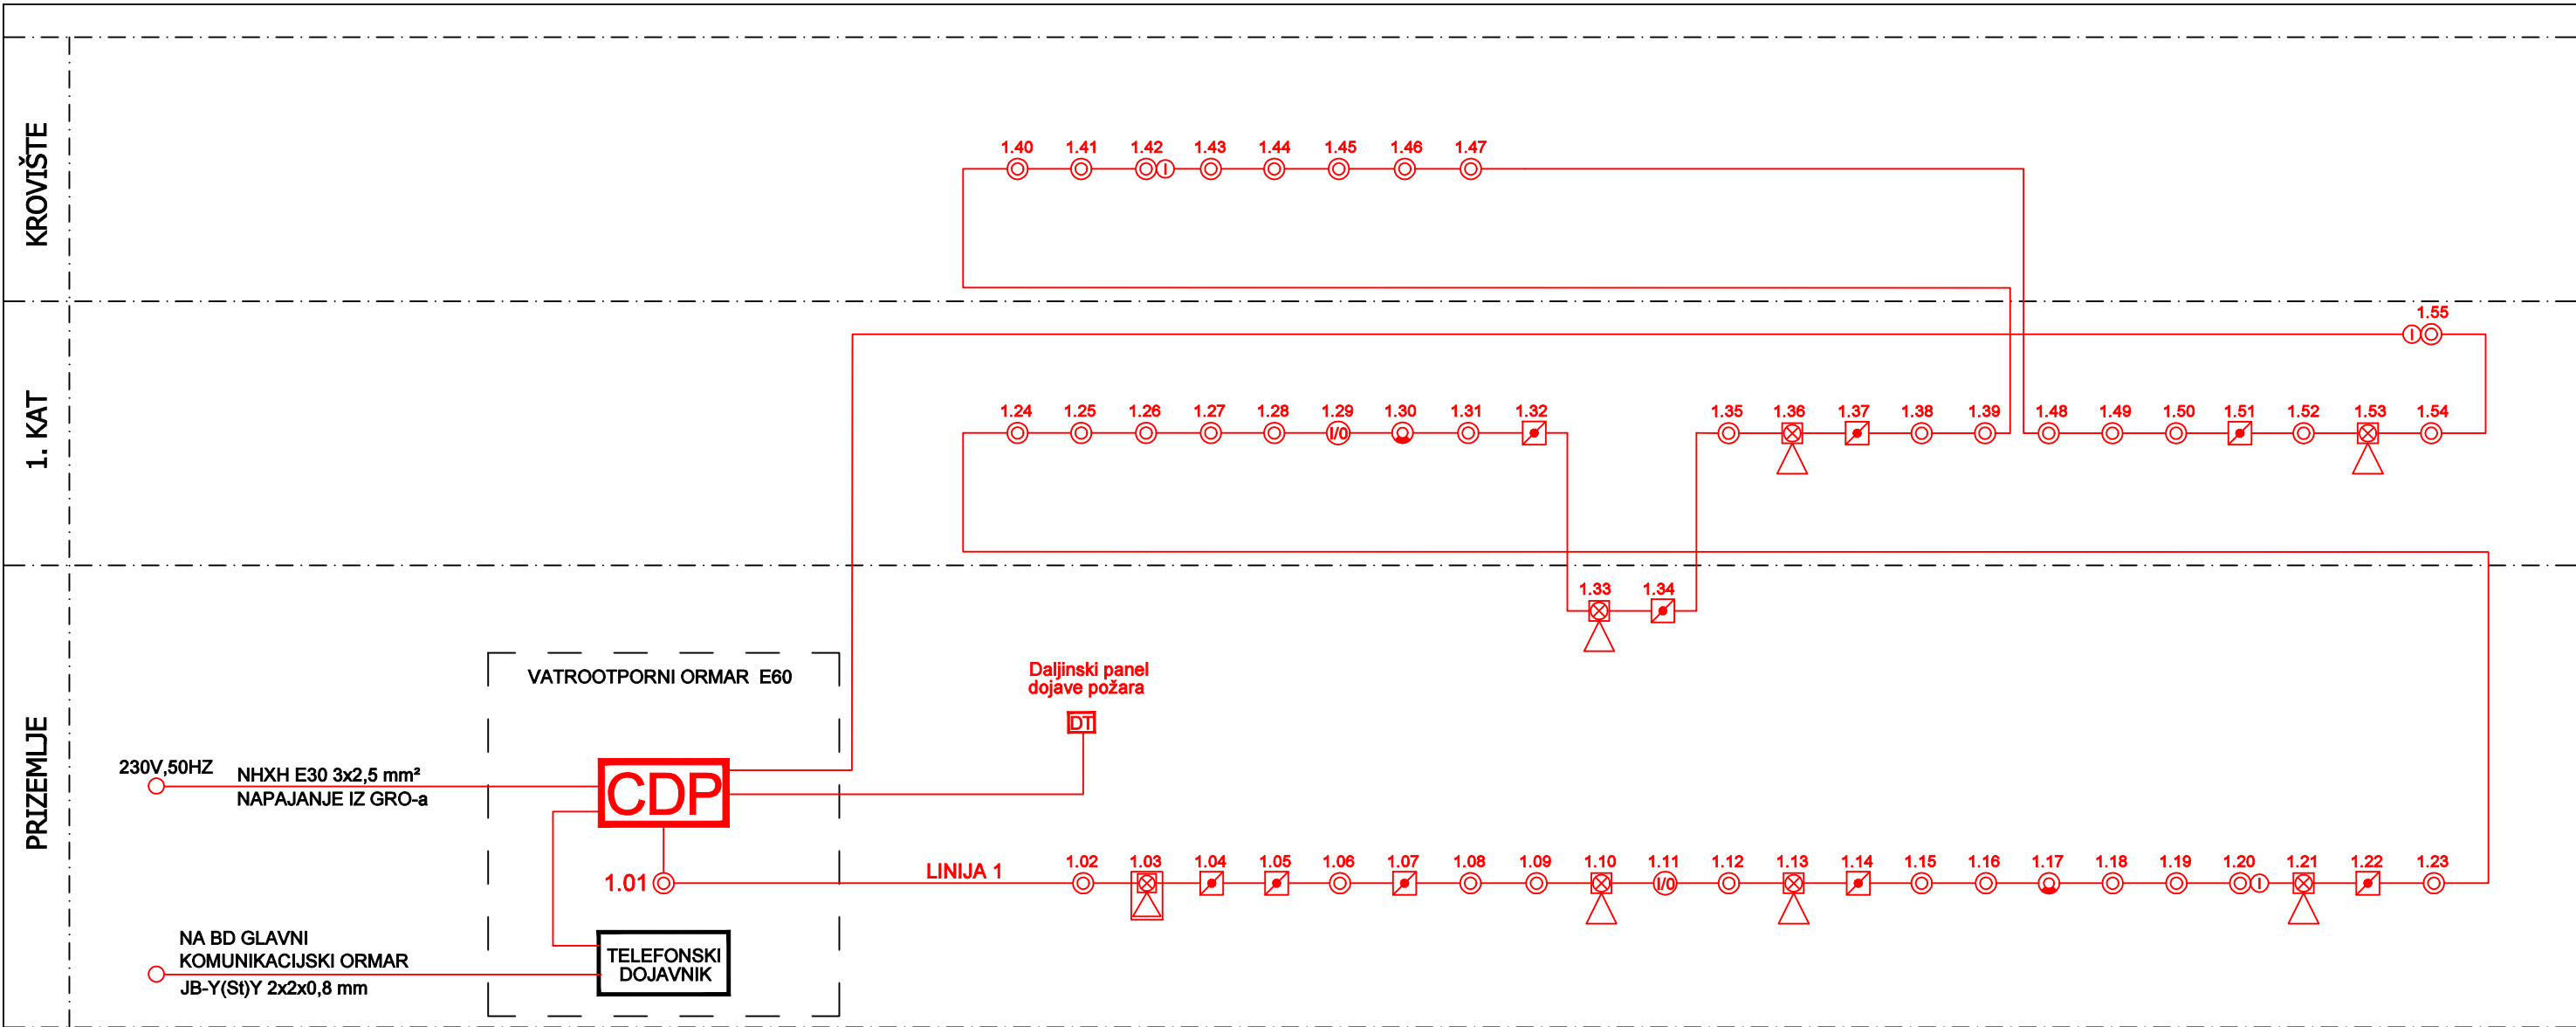 KROVIŠTE
1.40 1.41 1.42 1.43 1.44 1.45 1.46 1.47
1. KAT
1.55
1.24 1.25 1.26 1.27 1.28 1.29 1.30 1.31 1.32 1.35 1.36 1.37 1.38 1.39 1.48 1.49 1.50 1.51 1.52 1.53 1.54
I/0
1.33 1.34
PRIZEMLJE
VATROOTPORNI ORMAR E60
Daljinski panel
dojave požara
DT
230V,50HZ
NHXH E30 3x2,5 mm²
NAPAJANJE IZ GRO-a
CDP
1.01
LINIJA 1
1.02 1.03 1.04 1.05 1.06 1.07 1.08 1.09 1.10 1.11 1.12 1.13 1.14 1.15 1.16 1.17 1.18 1.19 1.20 1.21 1.22 1.23
I/0
NA BD GLAVNI
KOMUNIKACIJSKI ORMAR
JB-Y(St)Y 2x2x0,8 mm
TELEFONSKI
DOJAVNIK